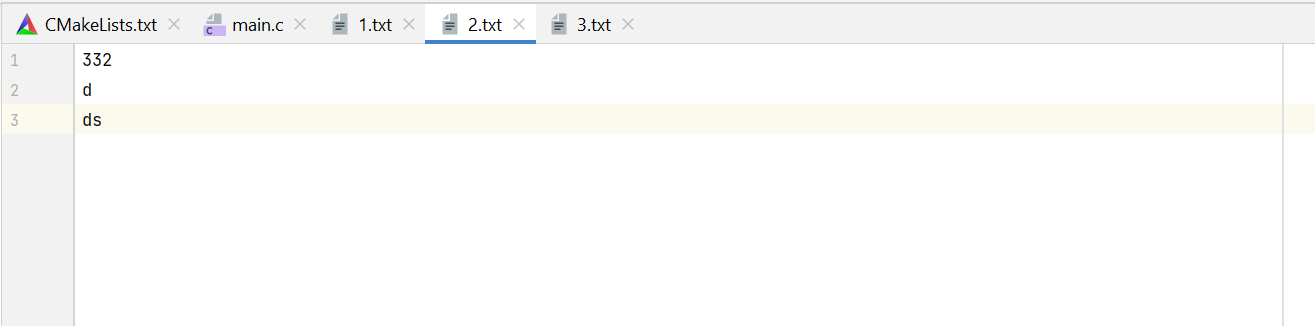 CMakeLists.txt main.c 1.txt 2.txt 3.txt
1 332
2 d
3 ds